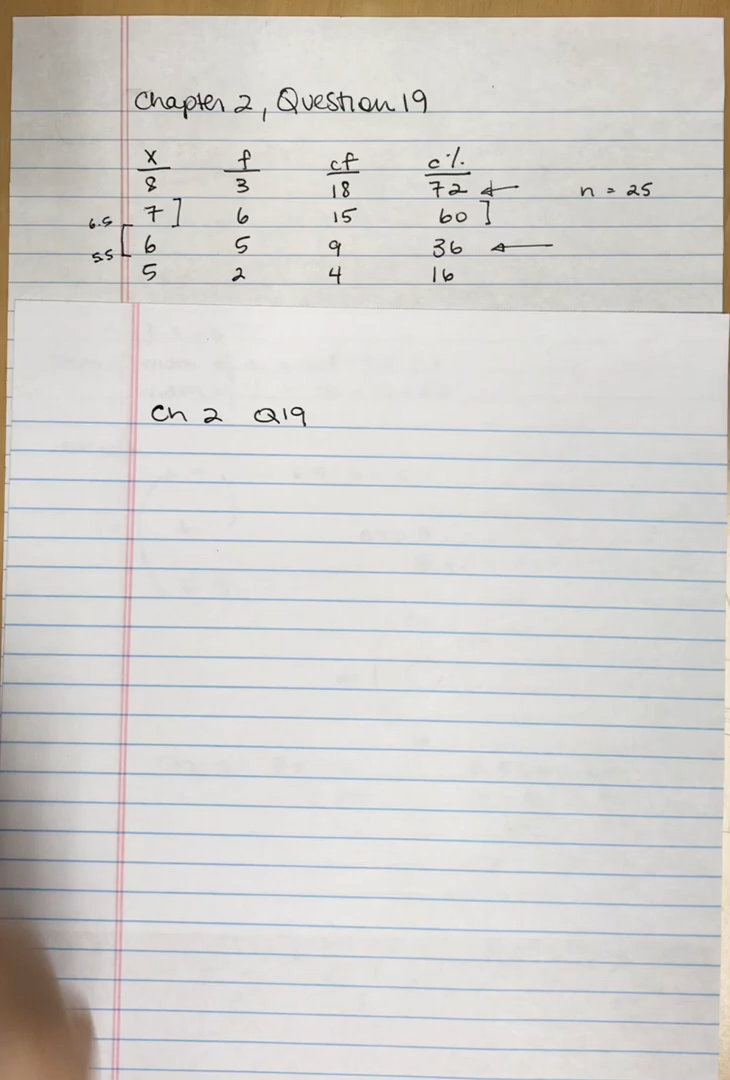 Chapter 2, Question 19
X f cf c%
8 3 18 72 ← n = 25
6.5 7 ] 6 15 60 ]
5.5 [ 6 5 9 36 ←
5 2 4 16
Ch 2 Q19